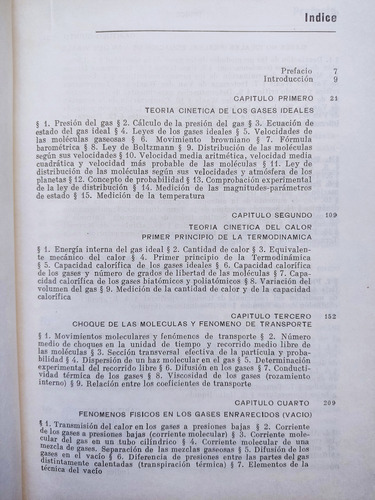 Indice
Prefacio 7
Introducción 9
CAPITULO PRIMERO 21
TEORIA CINETICA DE LOS GASES IDEALES
§ 1. Presión del gas § 2. Cálculo de la presión del gas § 3. Ecuación de
estado del gas ideal § 4. Leyes de los gases ideales § 5. Velocidades de
las moléculas gaseosas § 6. Movimiento browniano § 7. Fórmula
barométrica § 8. Ley de Boltzmann § 9. Distribución de las moléculas
según sus velocidades § 10. Velocidad media aritmética, velocidad media
cuadrática y velocidad más probable de las moléculas § 11. Ley de
distribución de las moléculas según sus velocidades y atmósfera de los
planetas § 12. Concepto de probabilidad § 13. Comprobación experimental
de la ley de distribución § 14. Medición de las magnitudes-parámetros
de estado § 15. Medición de la temperatura
CAPITULO SEGUNDO 109
TEORIA CINETICA DEL CALOR
PRIMER PRINCIPIO DE LA TERMODINAMICA
§ 1. Energía interna del gas ideal § 2. Cantidad de calor § 3. Equivalente
mecánico del calor § 4. Primer principio de la Termodinámica
§ 5. Capacidad calorífica de los gases ideales § 6. Capacidad calorífica
de los gases y número de grados de libertad de las moléculas § 7. Capacidad
calorífica de los gases biatómicos y poliatómicos § 8. Variación del
volumen del gas § 9. Medición de la cantidad de calor y de la capacidad
calorífica
CAPITULO TERCERO 152
CHOQUE DE LAS MOLECULAS Y FENOMENO DE TRANSPORTE
§ 1. Movimientos moleculares y fenómenos de transporte § 2. Número
medio de choques en la unidad de tiempo y recorrido medio libre de
las moléculas § 3. Sección transversal efectiva de la partícula y probabilidad
§ 4. Dispersión de un haz molecular en el gas § 5. Determinación
experimental del recorrido libre § 6. Difusión en los gases § 7. Conductividad
térmica de los gases § 8. Viscosidad de los gases (rozamiento
interno) § 9. Relación entre los coeficientes de transporte
CAPITULO CUARTO 209
FENOMENOS FISICOS EN LOS GASES ENRARECIDOS (VACIO)
§ 1. Transmisión del calor en los gases a presiones bajas § 2. Corriente
de los gases a presiones bajas (corriente molecular) § 3. Corriente molecular
del gas en un tubo cilíndrico § 4. Corriente molecular de una
mezcla de gases. Separación de las mezclas gaseosas § 5. Difusión de los
gases en el vacío § 6. Diferencia de presiones entre las partes del gas
distintamente calentadas (transpiración térmica) § 7. Elementos de la
técnica del vacío